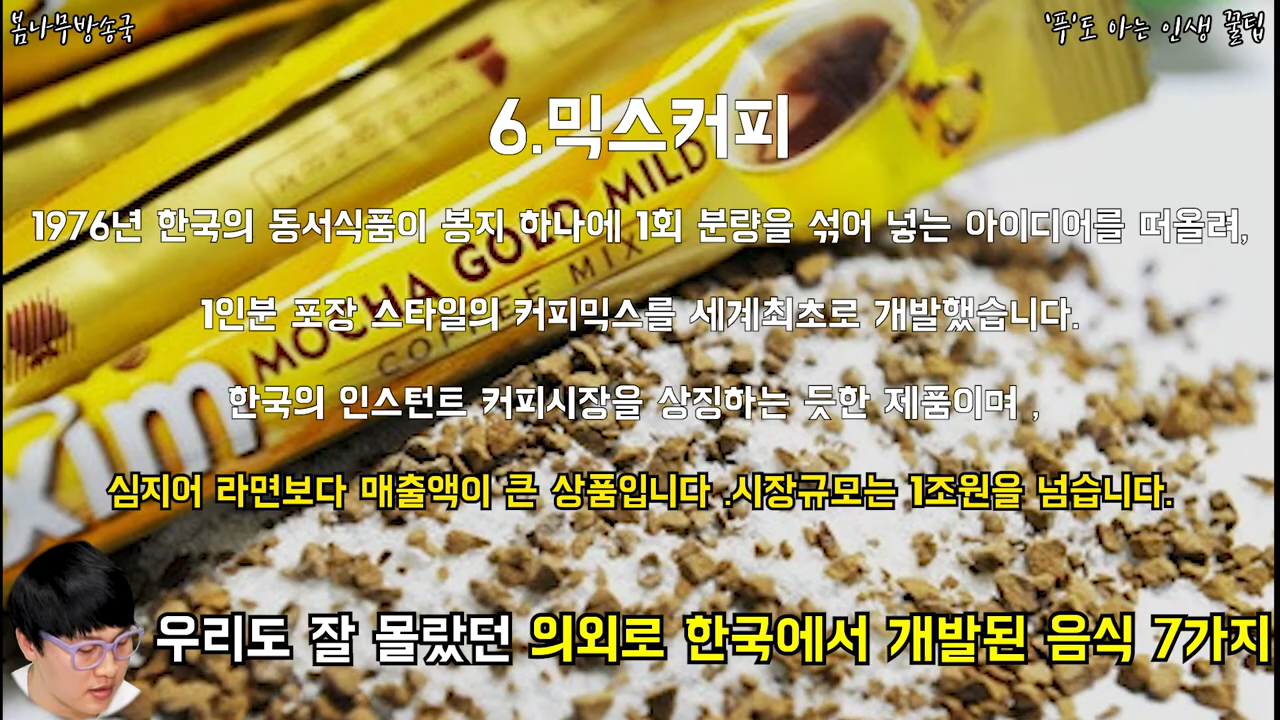 봄나무방송국
'푸'도 아는 인생 꿀팁
6.믹스커피
1976년 한국의 동서식품이 봉지 하나에 1회 분량을 섞어 넣는 아이디어를 떠올려,
1인분 포장 스타일의 커피믹스를 세계최초로 개발했습니다.
한국의 인스턴트 커피시장을 상징하는 듯한 제품이며 ,
심지어 라면보다 매출액이 큰 상품입니다 .시장규모는 1조원을 넘습니다.
MOCHA GOLD MILD
COFFEE MIX
xim
우리도 잘 몰랐던 의외로 한국에서 개발된 음식 7가지